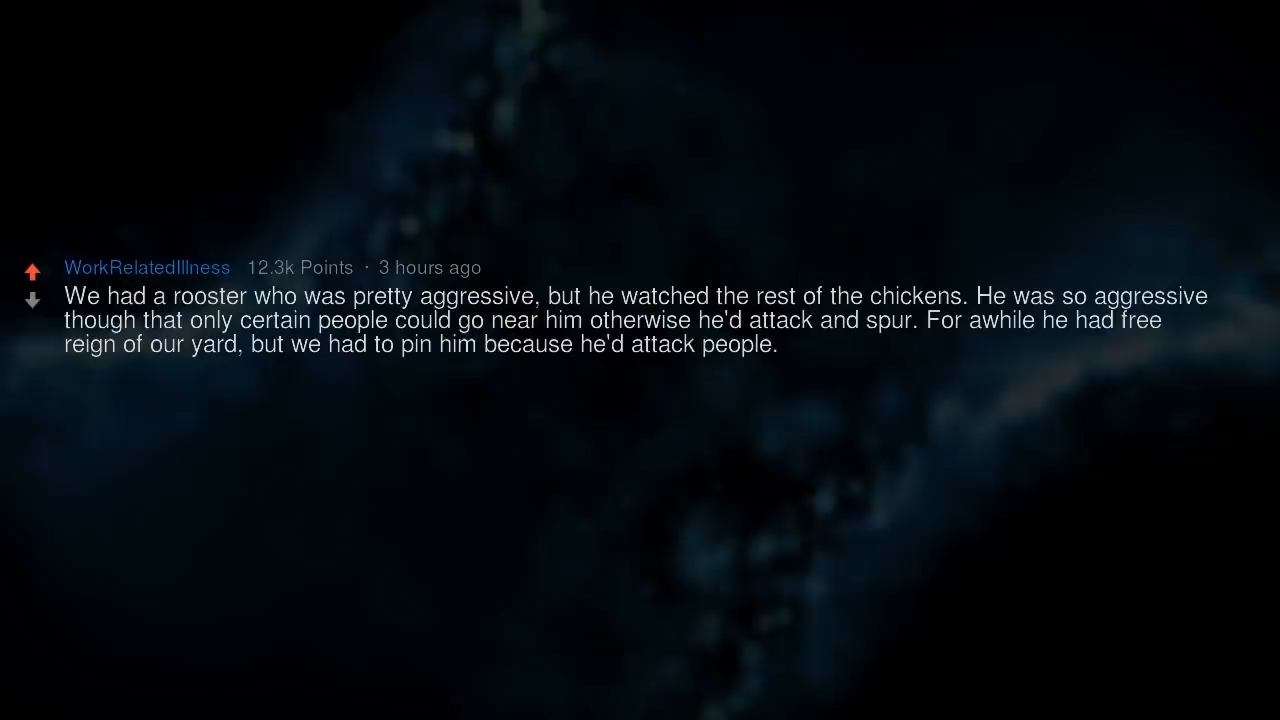 WorkRelatedIllness 12.3k Points · 3 hours ago
We had a rooster who was pretty aggressive, but he watched the rest of the chickens. He was so aggressive
though that only certain people could go near him otherwise he'd attack and spur. For awhile he had free
reign of our yard, but we had to pin him because he'd attack people.